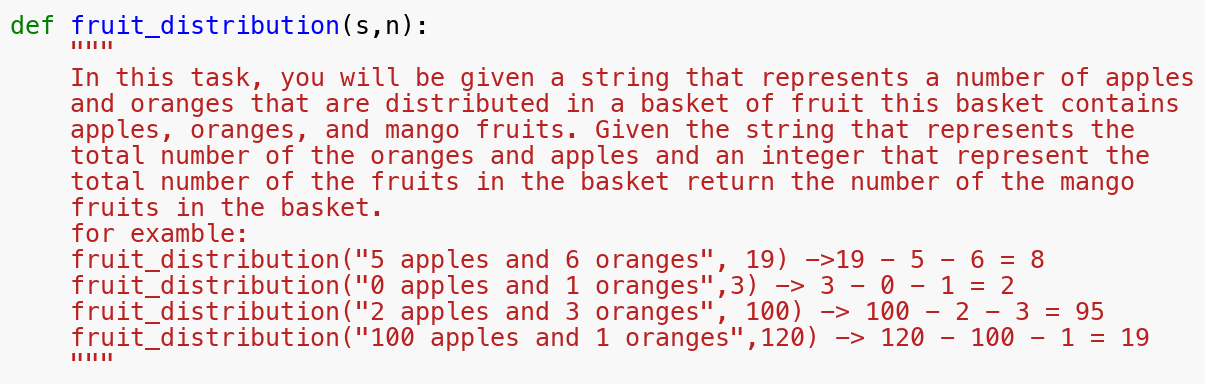 def fruit_distribution(s,n):
    """
    In this task, you will be given a string that represents a number of apples
    and oranges that are distributed in a basket of fruit this basket contains
    apples, oranges, and mango fruits. Given the string that represents the
    total number of the oranges and apples and an integer that represent the
    total number of the fruits in the basket return the number of the mango
    fruits in the basket.
    for examble:
    fruit_distribution("5 apples and 6 oranges", 19) ->19 - 5 - 6 = 8
    fruit_distribution("0 apples and 1 oranges",3) -> 3 - 0 - 1 = 2
    fruit_distribution("2 apples and 3 oranges", 100) -> 100 - 2 - 3 = 95
    fruit_distribution("100 apples and 1 oranges",120) -> 120 - 100 - 1 = 19
    """